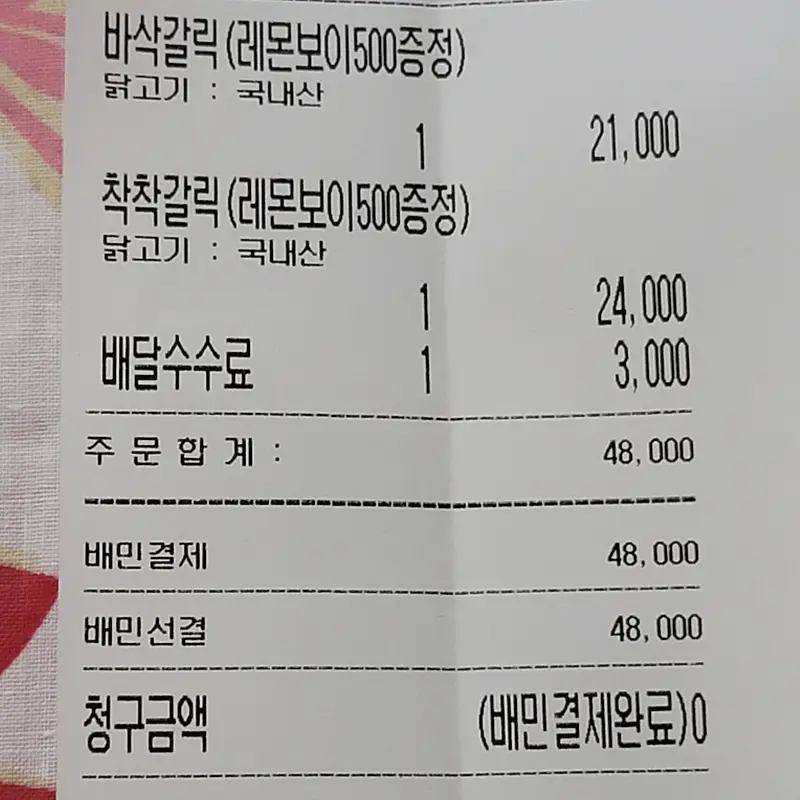 바삭갈릭(레몬보이500증정)
닭고기 : 국내산
1 21,000
착착갈릭(레몬보이500증정)
닭고기 : 국내산
1 24,000
배달수수료 1 3,000
주문합계 : 48,000
배민결제 48,000
배민선결 48,000
청구금액 (배민결제완료)0